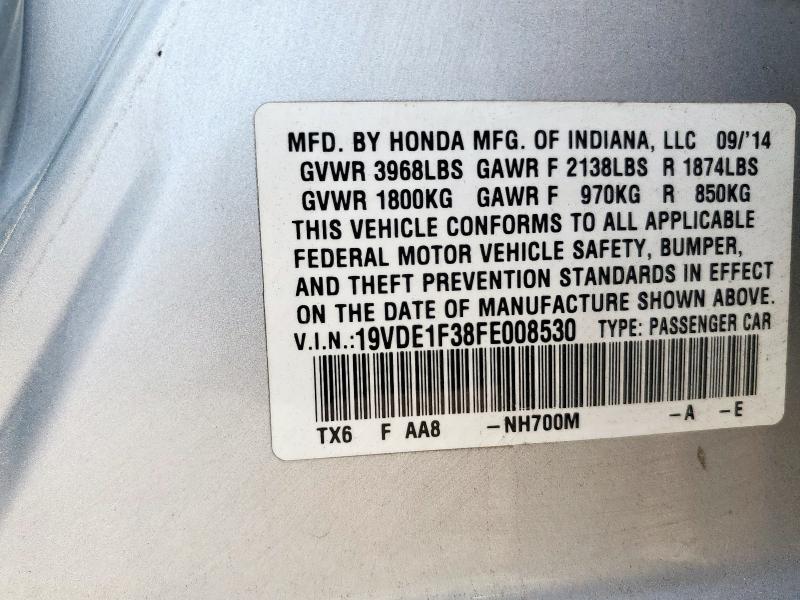 MFD. BY HONDA MFG. OF INDIANA, LLC 09/'14
GVWR 3968LBS GAWR F 2138LBS R 1874LBS
GVWR 1800KG GAWR F 970KG R 850KG
THIS VEHICLE CONFORMS TO ALL APPLICABLE
FEDERAL MOTOR VEHICLE SAFETY, BUMPER,
AND THEFT PREVENTION STANDARDS IN EFFECT
ON THE DATE OF MANUFACTURE SHOWN ABOVE.
V.I.N.:19VDE1F38FE008530 TYPE: PASSENGER CAR
TX6 F AA8 -NH700M -A -E